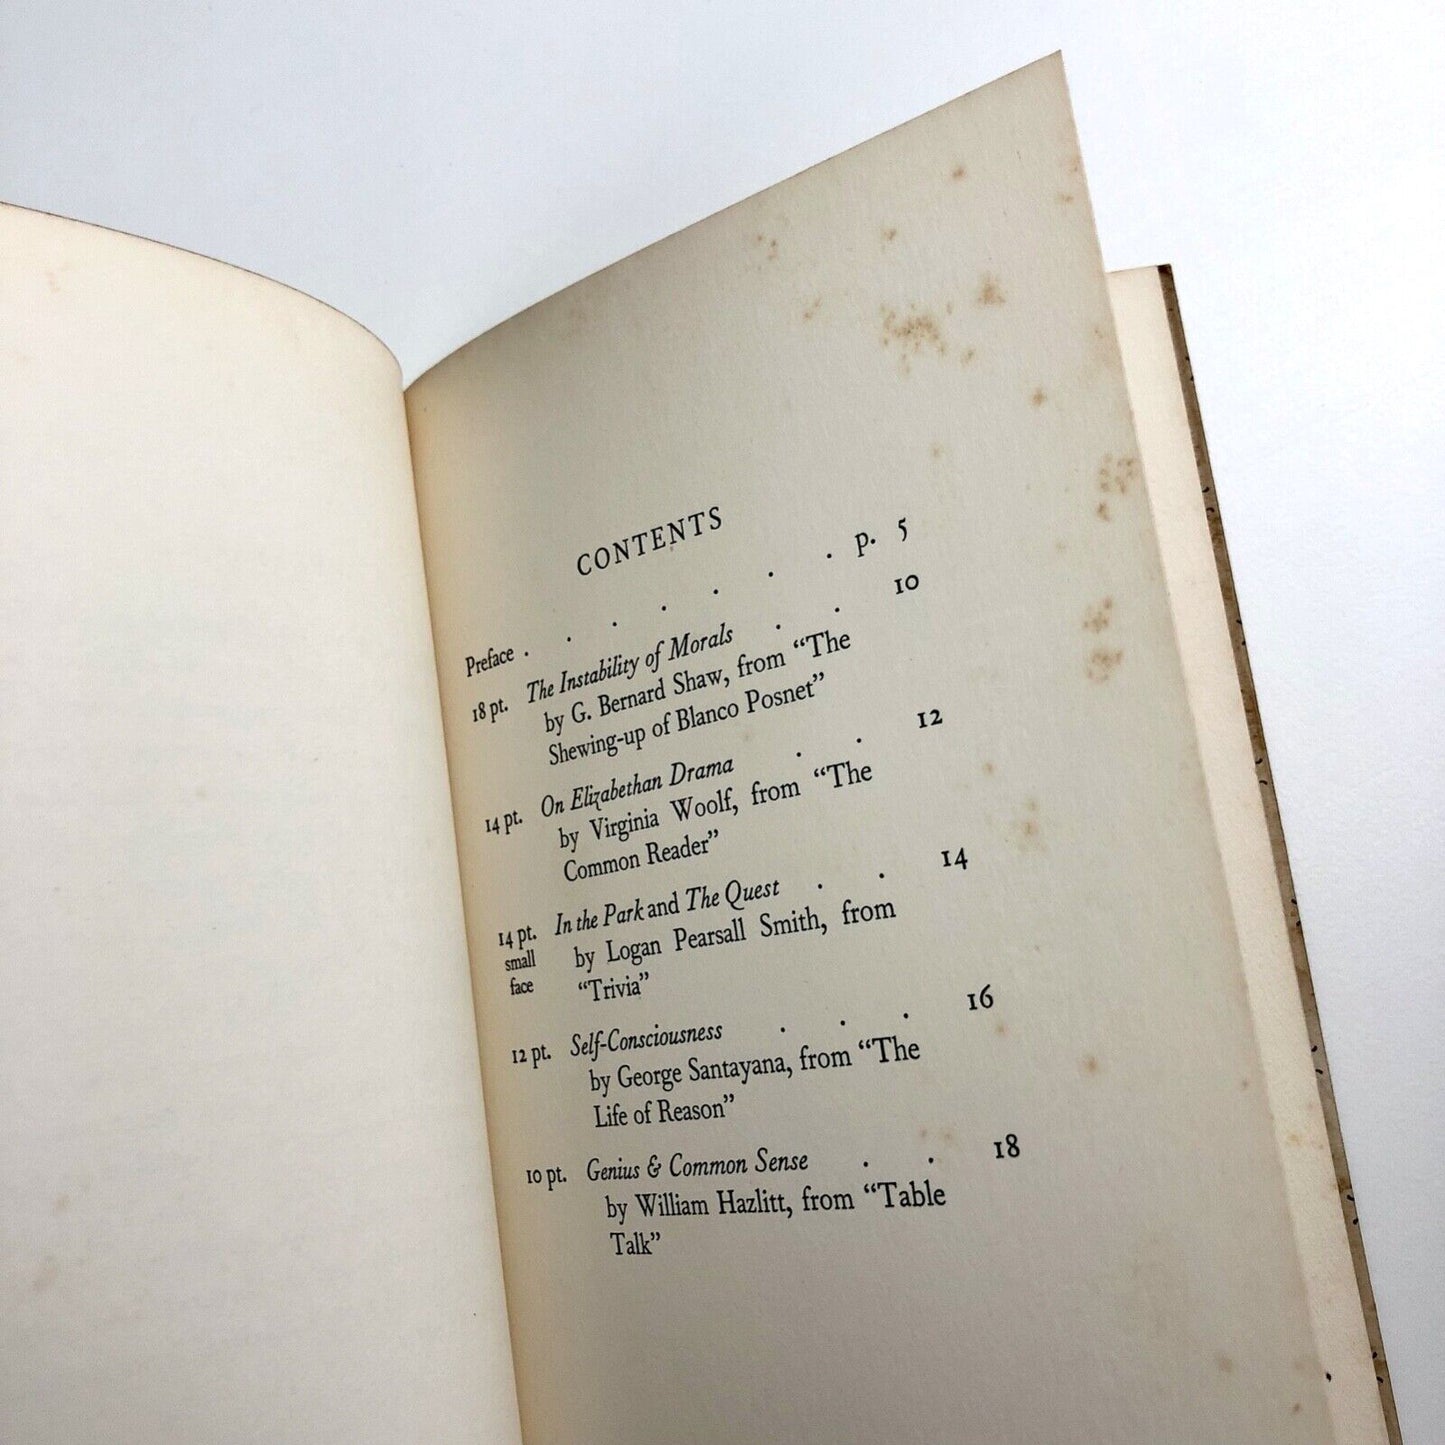 CONTENTS
Preface . . . . . . . p. 5
18 pt. The Instability of Morals . . 10
by G. Bernard Shaw, from “The
Shewing-up of Blanco Posnet”
14 pt. On Elizabethan Drama . . 12
by Virginia Woolf, from “The
Common Reader”
14 pt. In the Park and The Quest . . 14
small by Logan Pearsall Smith, from
face “Trivia”
12 pt. Self-Consciousness . . . 16
by George Santayana, from “The
Life of Reason”
10 pt. Genius & Common Sense . . 18
by William Hazlitt, from “Table
Talk”